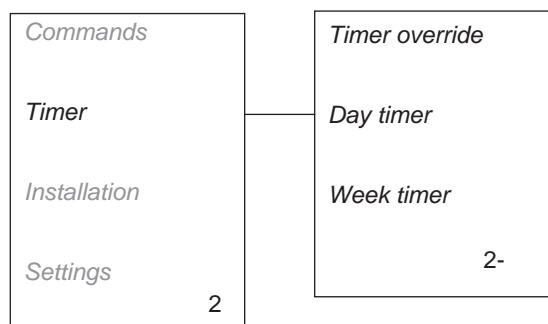 Commands
Timer
Installation
Settings
2
Timer override
Day timer
Week timer
2-